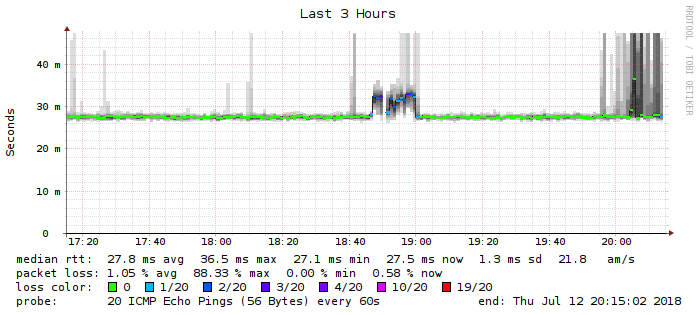 Last 3 Hours
RRDTOOL / TOBI OETIKER
Seconds
40 m
30 m
20 m
10 m
0
17:20 17:40 18:00 18:20 18:40 19:00 19:20 19:40 20:00
median rtt: 27.8 ms avg 36.5 ms max 27.1 ms min 27.5 ms now 1.3 ms sd 21.8 am/s
packet loss: 1.05 % avg 88.33 % max 0.00 % min 0.58 % now
loss color: 0 1/20 2/20 3/20 4/20 10/20 19/20
probe: 20 ICMP Echo Pings (56 Bytes) every 60s end: Thu Jul 12 20:15:02 2018